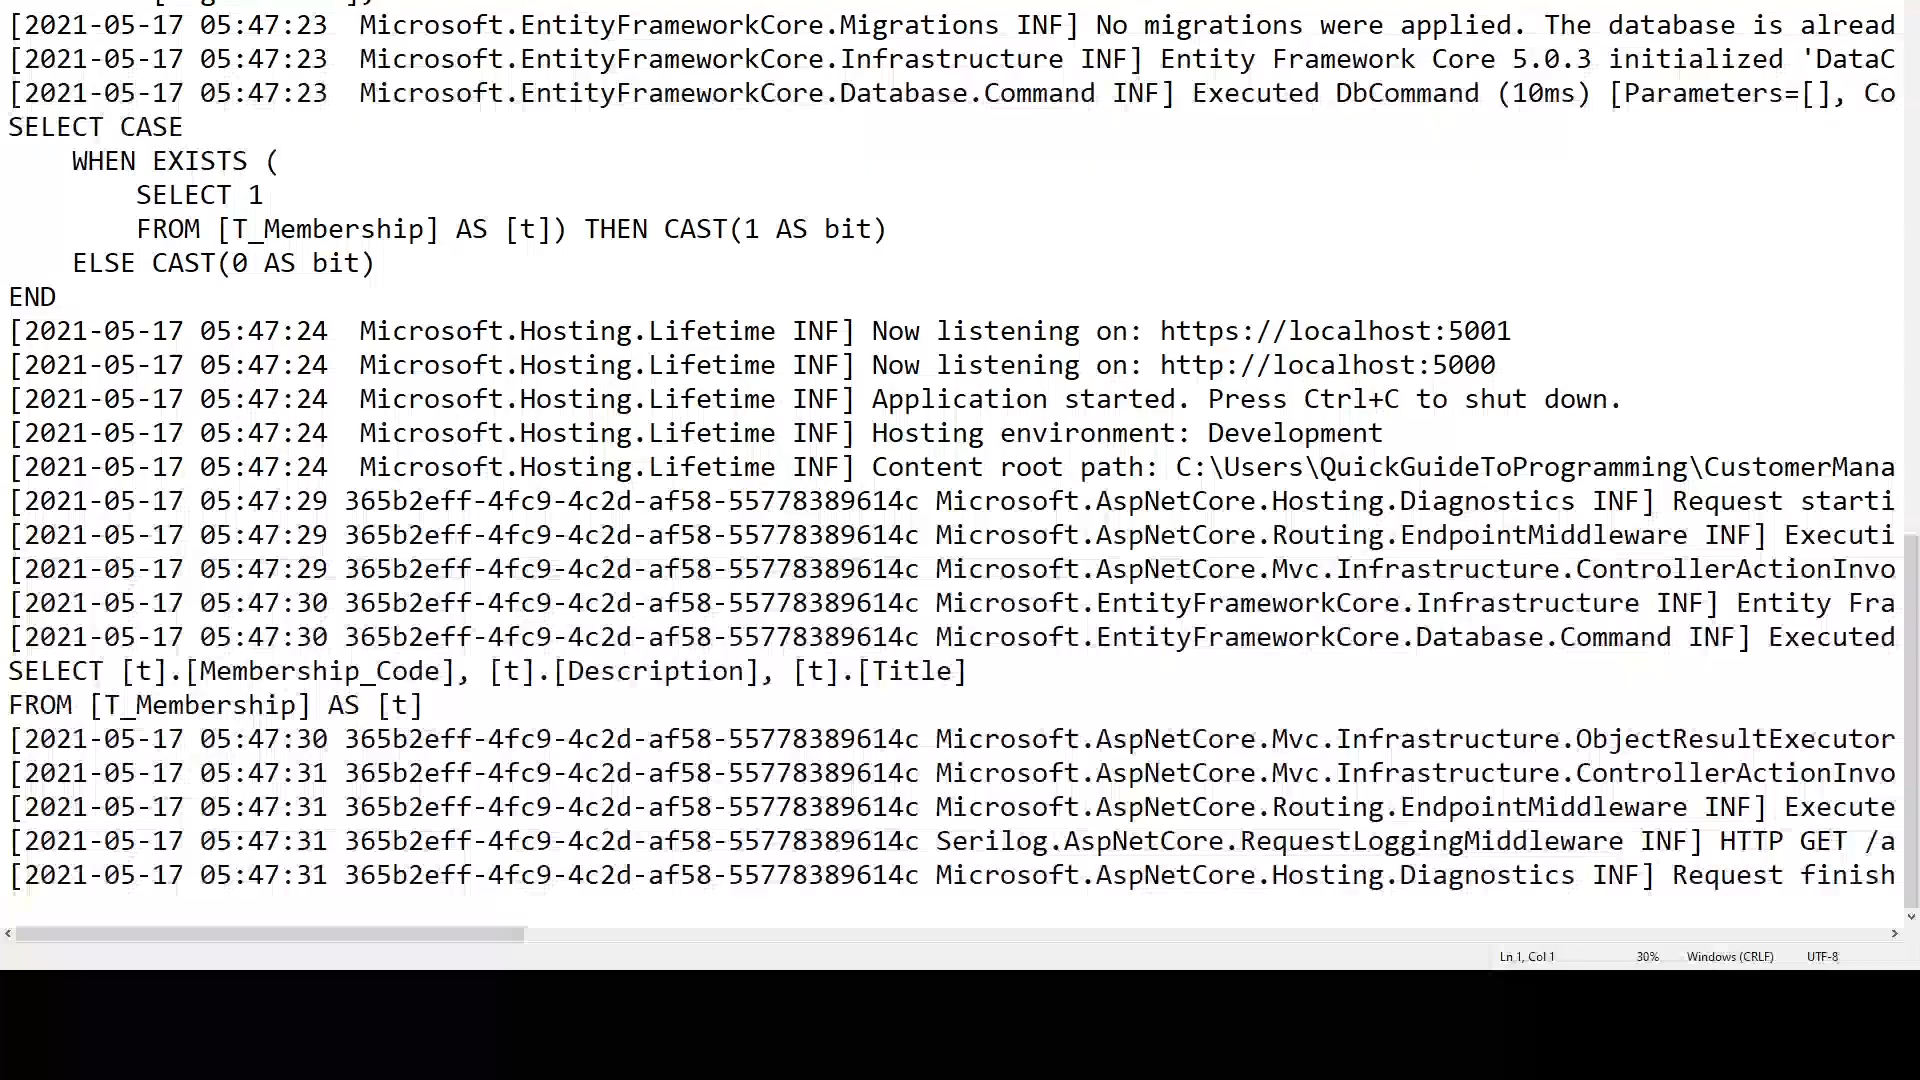 [2021-05-17 05:47:23  Microsoft.EntityFrameworkCore.Migrations INF] No migrations were applied. The database is alread
[2021-05-17 05:47:23  Microsoft.EntityFrameworkCore.Infrastructure INF] Entity Framework Core 5.0.3 initialized 'DataC
[2021-05-17 05:47:23  Microsoft.EntityFrameworkCore.Database.Command INF] Executed DbCommand (10ms) [Parameters=[], Co
SELECT CASE
    WHEN EXISTS (
        SELECT 1
        FROM [T_Membership] AS [t]) THEN CAST(1 AS bit)
    ELSE CAST(0 AS bit)
END
[2021-05-17 05:47:24  Microsoft.Hosting.Lifetime INF] Now listening on: https://localhost:5001
[2021-05-17 05:47:24  Microsoft.Hosting.Lifetime INF] Now listening on: http://localhost:5000
[2021-05-17 05:47:24  Microsoft.Hosting.Lifetime INF] Application started. Press Ctrl+C to shut down.
[2021-05-17 05:47:24  Microsoft.Hosting.Lifetime INF] Hosting environment: Development
[2021-05-17 05:47:24  Microsoft.Hosting.Lifetime INF] Content root path: C:\Users\QuickGuideToProgramming\CustomerMana
[2021-05-17 05:47:29 365b2eff-4fc9-4c2d-af58-55778389614c Microsoft.AspNetCore.Hosting.Diagnostics INF] Request starti
[2021-05-17 05:47:29 365b2eff-4fc9-4c2d-af58-55778389614c Microsoft.AspNetCore.Routing.EndpointMiddleware INF] Executi
[2021-05-17 05:47:29 365b2eff-4fc9-4c2d-af58-55778389614c Microsoft.AspNetCore.Mvc.Infrastructure.ControllerActionInvo
[2021-05-17 05:47:30 365b2eff-4fc9-4c2d-af58-55778389614c Microsoft.EntityFrameworkCore.Infrastructure INF] Entity Fra
[2021-05-17 05:47:30 365b2eff-4fc9-4c2d-af58-55778389614c Microsoft.EntityFrameworkCore.Database.Command INF] Executed
SELECT [t].[Membership_Code], [t].[Description], [t].[Title]
FROM [T_Membership] AS [t]
[2021-05-17 05:47:30 365b2eff-4fc9-4c2d-af58-55778389614c Microsoft.AspNetCore.Mvc.Infrastructure.ObjectResultExecutor
[2021-05-17 05:47:31 365b2eff-4fc9-4c2d-af58-55778389614c Microsoft.AspNetCore.Mvc.Infrastructure.ControllerActionInvo
[2021-05-17 05:47:31 365b2eff-4fc9-4c2d-af58-55778389614c Microsoft.AspNetCore.Routing.EndpointMiddleware INF] Execute
[2021-05-17 05:47:31 365b2eff-4fc9-4c2d-af58-55778389614c Serilog.AspNetCore.RequestLoggingMiddleware INF] HTTP GET /a
[2021-05-17 05:47:31 365b2eff-4fc9-4c2d-af58-55778389614c Microsoft.AspNetCore.Hosting.Diagnostics INF] Request finish
Ln 1, Col 1 30% Windows (CRLF) UTF-8